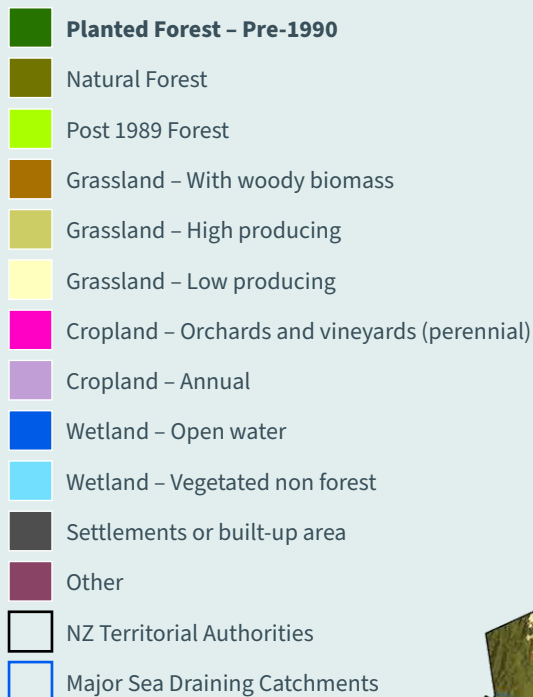 Planted Forest – Pre-1990
Natural Forest
Post 1989 Forest
Grassland – With woody biomass
Grassland – High producing
Grassland – Low producing
Cropland – Orchards and vineyards (perennial)
Cropland – Annual
Wetland – Open water
Wetland – Vegetated non forest
Settlements or built-up area
Other
NZ Territorial Authorities
Major Sea Draining Catchments